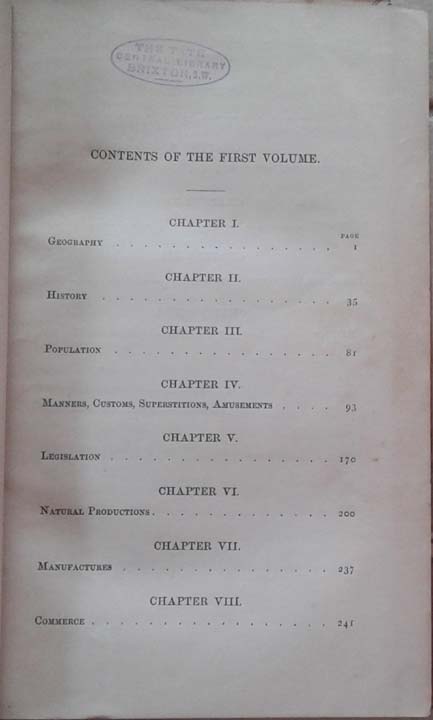 THE TATE
CENTRAL LIBRARY
BRIXTON, S.W.
CONTENTS OF THE FIRST VOLUME.
CHAPTER I.
PAGE
GEOGRAPHY . . . . . . . . . . . . . . . . 1
CHAPTER II.
HISTORY . . . . . . . . . . . . . . . . . 35
CHAPTER III.
POPULATION . . . . . . . . . . . . . . . . 81
CHAPTER IV.
MANNERS, CUSTOMS, SUPERSTITIONS, AMUSEMENTS . . . . 93
CHAPTER V.
LEGISLATION . . . . . . . . . . . . . . . . 170
CHAPTER VI.
NATURAL PRODUCTIONS . . . . . . . . . . . . . 200
CHAPTER VII.
MANUFACTURES . . . . . . . . . . . . . . . 237
CHAPTER VIII.
COMMERCE . . . . . . . . . . . . . . . . . 241